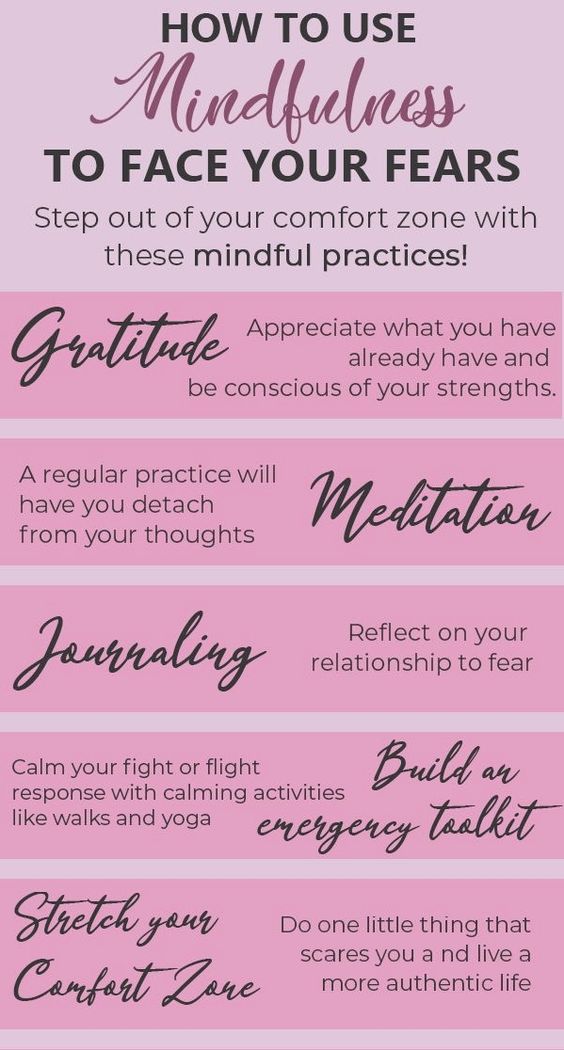 HOW TO USE
Mindfulness
TO FACE YOUR FEARS
Step out of your comfort zone with
these mindful practices!
Gratitude
Appreciate what you have
already have and
be conscious of your strengths.
A regular practice will
have you detach
from your thoughts
Meditation
Journaling
Reflect on your
relationship to fear
Calm your fight or flight
response with calming activities
like walks and yoga
Build an
emergency toolkit
Stretch your
Comfort Zone
Do one little thing that
scares you a nd live a
more authentic life